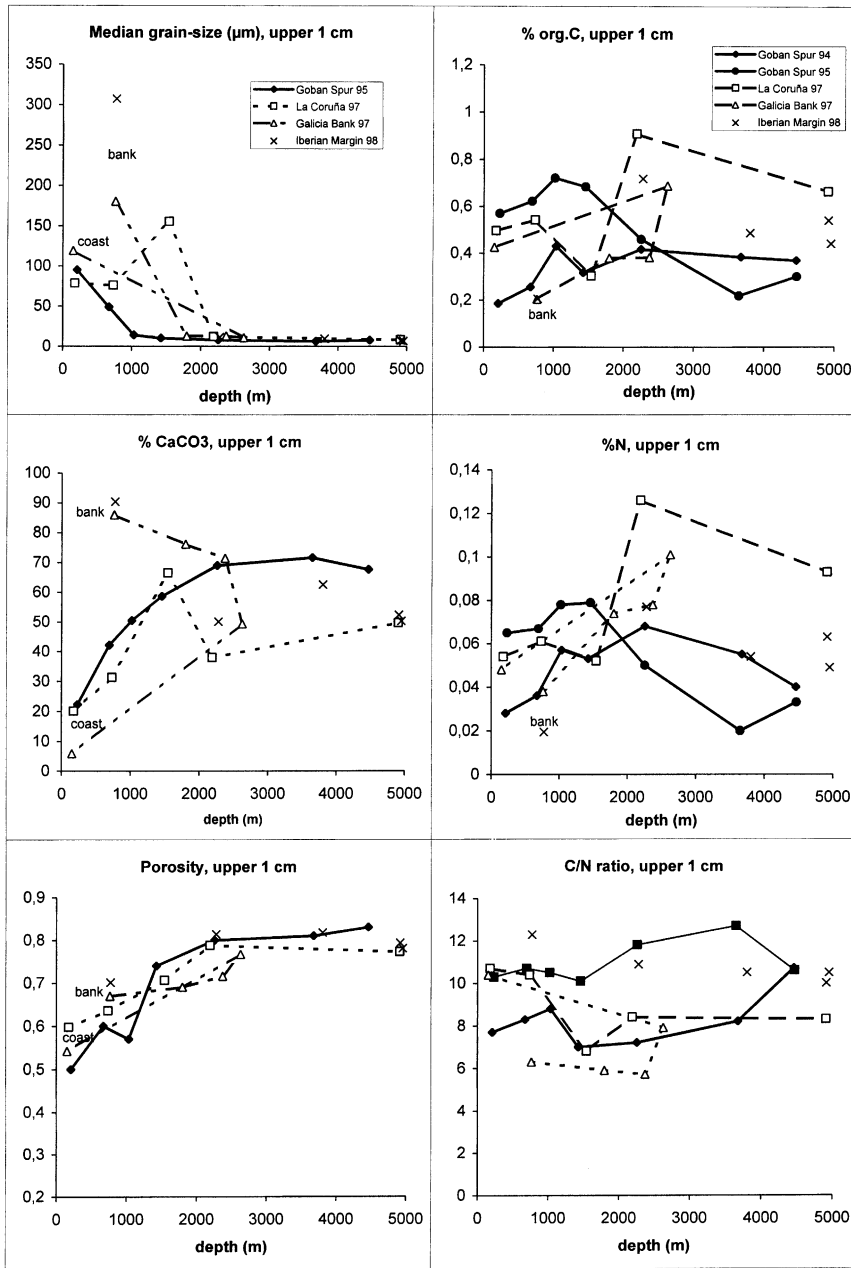 Median grain-size (µm), upper 1 cm
350
300
250
200
150
100
50
0
0 1000 2000 3000 4000 5000
depth (m)
bank
coast
Goban Spur 95
La Coruña 97
Galicia Bank 97
Iberian Margin 98
% org.C, upper 1 cm
1,2
1
0,8
0,6
0,4
0,2
0
0 1000 2000 3000 4000 5000
depth (m)
bank
Goban Spur 94
Goban Spur 95
La Coruña 97
Galicia Bank 97
Iberian Margin 98
% CaCO3, upper 1 cm
100
90
80
70
60
50
40
30
20
10
0
0 1000 2000 3000 4000 5000
depth (m)
bank
coast
%N, upper 1 cm
0,14
0,12
0,1
0,08
0,06
0,04
0,02
0
0 1000 2000 3000 4000 5000
depth (m)
bank
Porosity, upper 1 cm
0,9
0,8
0,7
0,6
0,5
0,4
0,3
0,2
0 1000 2000 3000 4000 5000
depth (m)
bank
coast
C/N ratio, upper 1 cm
14
12
10
8
6
4
2
0
0 1000 2000 3000 4000 5000
depth (m)